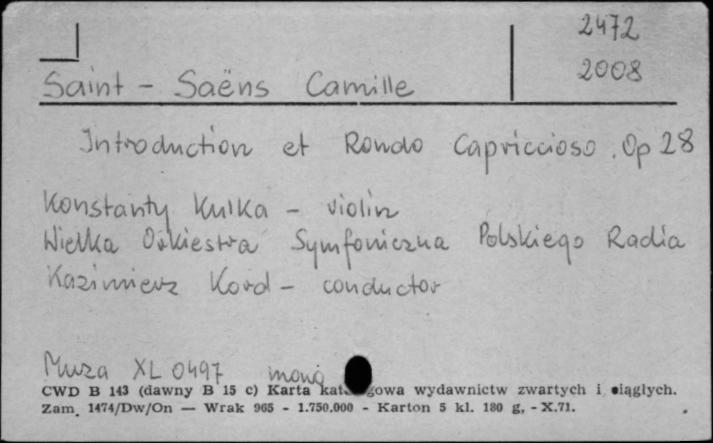 2472
2008
Saint - Saëns Camille
Introduction et Rondo Capriccioso. Op 28
Konstanty Kulka - violin
Wielka Orkiestra Symfoniczna Polskiego Radia
Kazimierz Kord - conductor
Muza XL 0497 mono
CWD B 143 (dawny B 15 c) Karta wydawnictw zwartych i
Zam. 1474/Dw/On — Wrak 965 - 1.750.000 - Karton 5 kl. 180 g, - X.71.